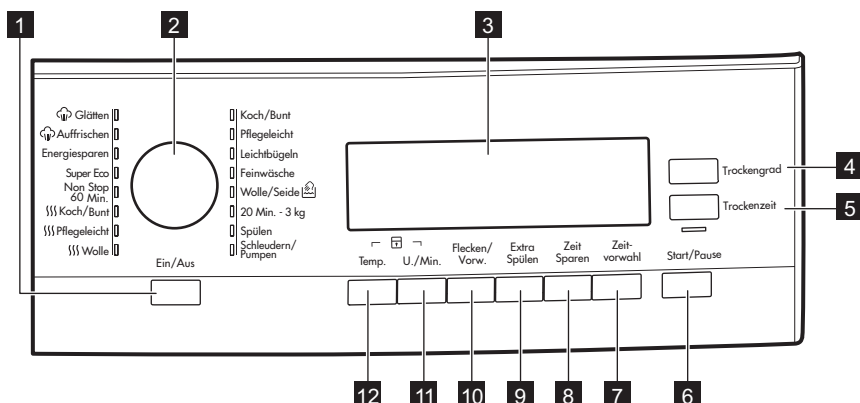 1
2
3
Glätten
Auffrischen
Energiesparen
Super Eco
Non Stop
60 Min.
Koch/Bunt
Pflegeleicht
Wolle
Koch/Bunt
Pflegeleicht
Leichtbügeln
Feinwäsche
Wolle/Seide
20 Min. - 3 kg
Spülen
Schleudern/
Pumpen
Trockengrad
4
Trockenzeit
5
Ein/Aus
Temp.
U./Min.
Flecken/
Vorw.
Extra
Spülen
Zeit
Sparen
Zeit-
vorwahl
Start/Pause
12
11
10
9
8
7
6